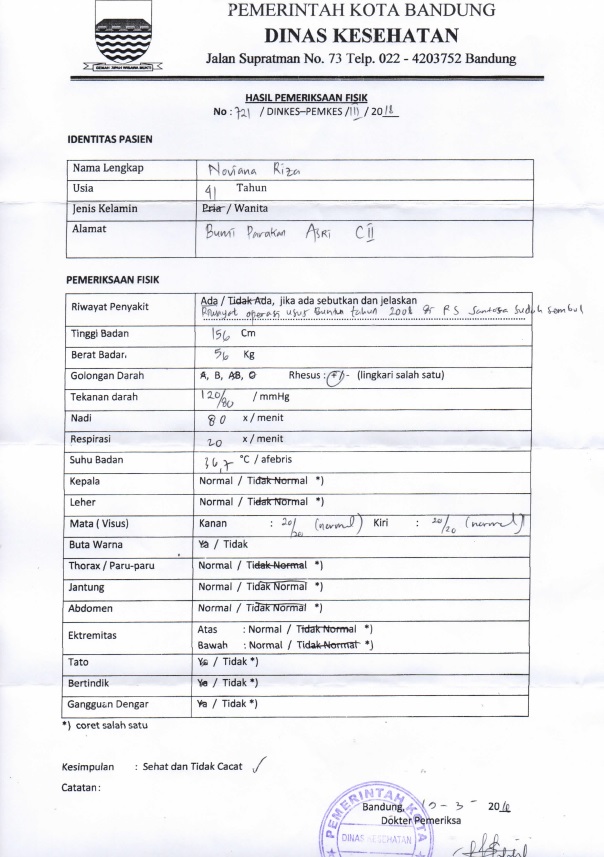 PEMERINTAH KOTA BANDUNG
DINAS KESEHATAN
Jalan Supratman No. 73 Telp. 022 - 4203752 Bandung
HASIL PEMERIKSAAN FISIK
No : 721 / DINKES–PEMKES /III / 2018
IDENTITAS PASIEN
Nama Lengkap Noviana Riza
Usia 41 Tahun
Jenis Kelamin Pria / Wanita
Alamat Bumi Parakan Asri CII
PEMERIKSAAN FISIK
Riwayat Penyakit Ada / Tidak Ada, jika ada sebutkan dan jelaskan
Riwayat operasi usus buntu tahun 2008 di RS Santosa sudah sembuh
Tinggi Badan 156 Cm
Berat Badan 56 Kg
Golongan Darah A, B, AB, O Rhesus : + / - (lingkari salah satu)
Tekanan darah 120/80 / mmHg
Nadi 80 x / menit
Respirasi 20 x / menit
Suhu Badan 36,7 °C / afebris
Kepala Normal / Tidak Normal *)
Leher Normal / Tidak Normal *)
Mata ( Visus) Kanan : 20/20 (normal) Kiri : 20/20 (normal)
Buta Warna Ya / Tidak
Thorax / Paru-paru Normal / Tidak Normal *)
Jantung Normal / Tidak Normal *)
Abdomen Normal / Tidak Normal *)
Ektremitas Atas : Normal / Tidak Normal *)
Bawah : Normal / Tidak Normal *)
Tato Ya / Tidak *)
Bertindik Ya / Tidak *)
Gangguan Dengar Ya / Tidak *)
*) coret salah satu
Kesimpulan : Sehat dan Tidak Cacat ✓
Catatan :
Bandung, 12 - 3 - 2018
Dokter Pemeriksa
PEMERINTAH KOTA
DINAS KESEHATAN